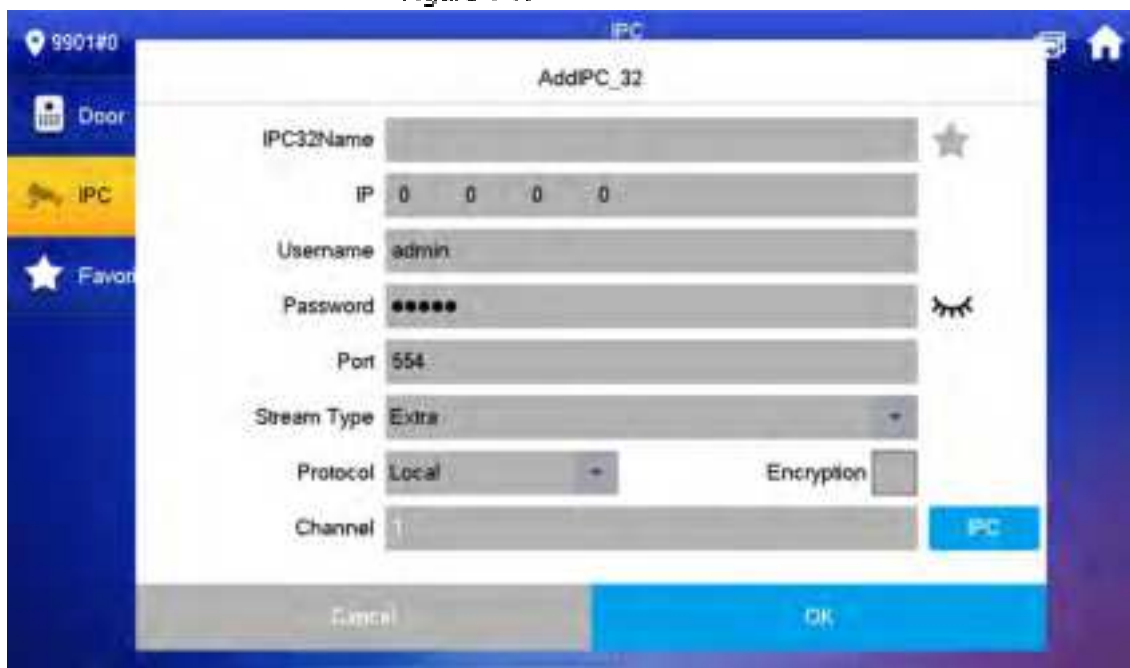 9901#0
IPC
AddIPC_32
Door
IPC
Favori
IPC32Name
IP 0 0 0 0
Username admin
Password •••••
Port 554
Stream Type Extra
Protocol Local
Encryption
Channel 1
IPC
Cancel
OK